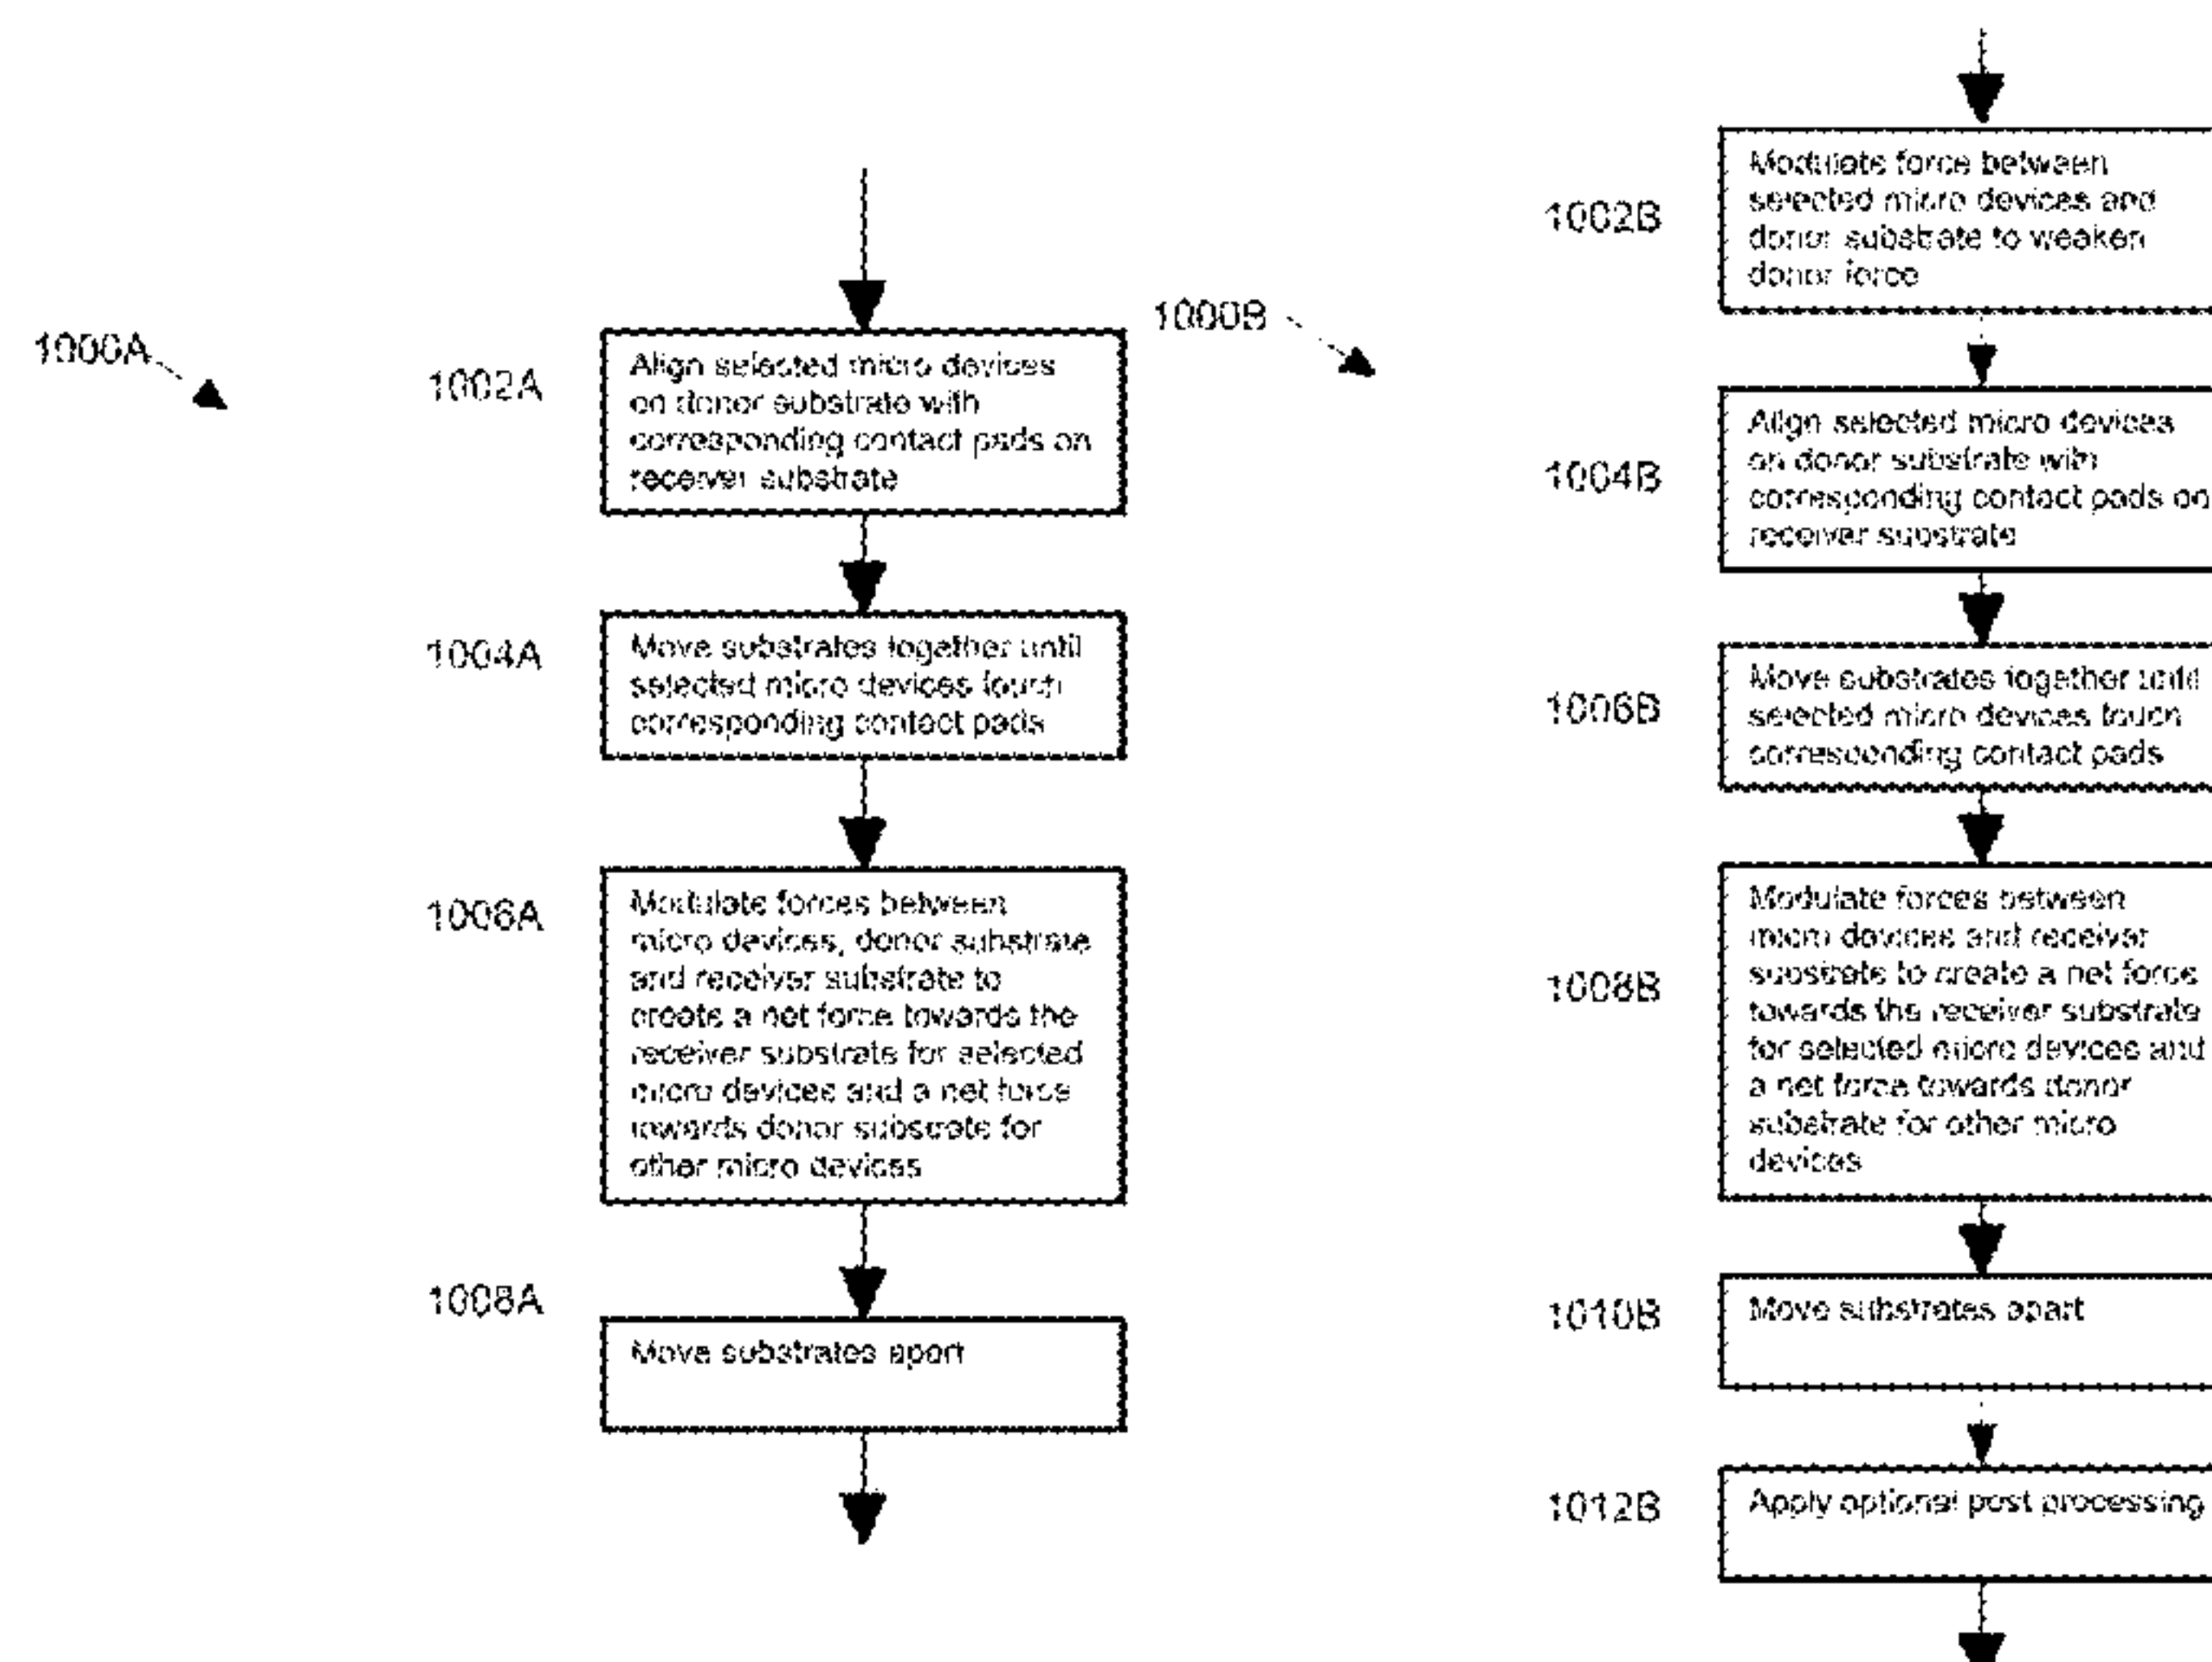 1000A
1002A
Align selected micro devices
on donor substrate with
corresponding contact pads on
receiver substrate
1004A
Move substrates together until
selected micro devices touch
corresponding contact pads
1006A
Modulate forces between
micro devices, donor substrate
and receiver substrate to
create a net force towards the
receiver substrate for selected
micro devices and a net force
towards donor substrate for
other micro devices
1008A
Move substrates apart
1000B
1002B
Modulate force between
selected micro devices and
donor substrate to weaken
donor force
1004B
Align selected micro devices
on donor substrate with
corresponding contact pads on
receiver substrate
1006B
Move substrates together until
selected micro devices touch
corresponding contact pads
1008B
Modulate forces between
micro devices and receiver
substrate to create a net force
towards the receiver substrate
for selected micro devices and
a net force towards donor
substrate for other micro
devices
1010B
Move substrates apart
1012B
Apply optional post processing